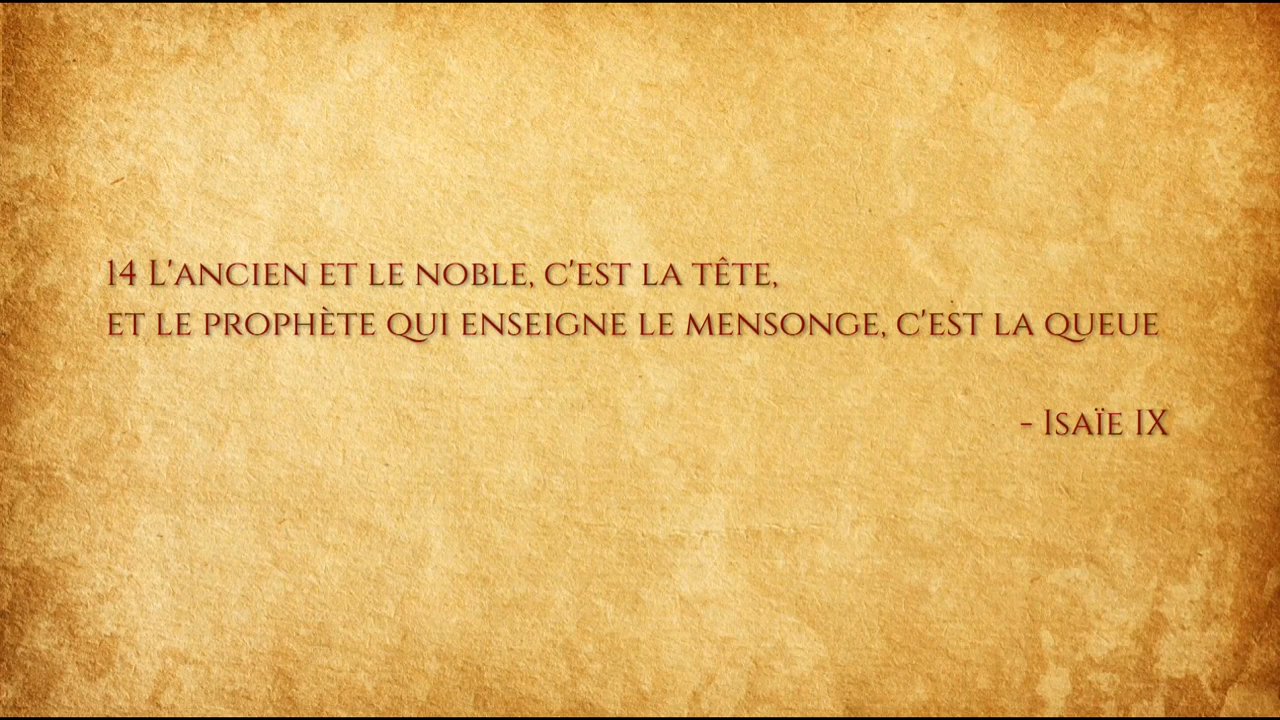 14 L'ancien et le noble, c'est la tête,
et le prophète qui enseigne le mensonge, c'est la queue
- Isaïe IX